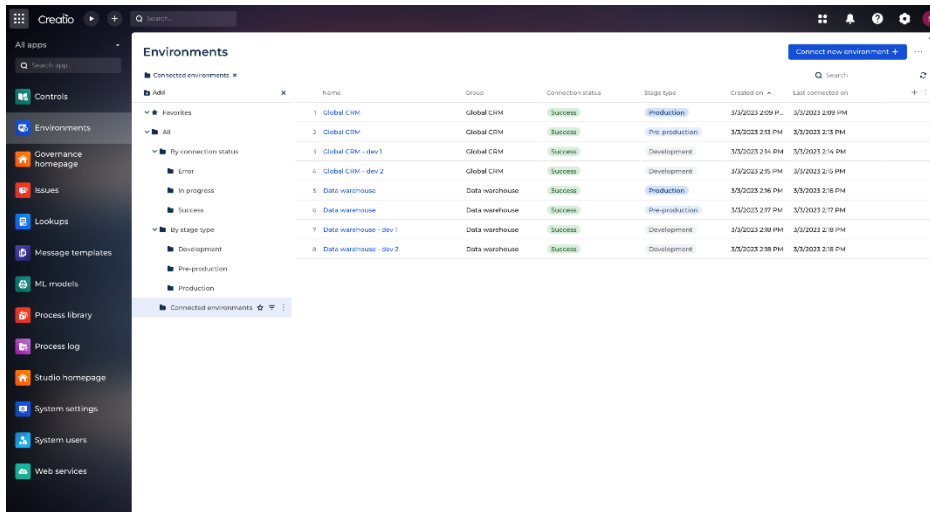 Creatio
Search...
All apps
Search app...
Controls
Environments
Governance homepage
Issues
Lookups
Message templates
ML models
Process library
Process log
Studio homepage
System settings
System users
Web services
Environments
Connect new environment +
Connected environments ×
Search
Add ×
Favorites
All
By connection status
Error
In progress
Success
By stage type
Development
Pre-production
Production
Connected environments
Name Group Connection status Stage type Created on Last connected on +
1 Global CRM Global CRM Success Production 3/3/2023 2:09 P... 3/3/2023 2:09 PM
2 Global CRM Global CRM Success Pre-production 3/3/2023 2:13 PM 3/3/2023 2:13 PM
3 Global CRM - dev 1 Global CRM Success Development 3/3/2023 2:14 PM 3/3/2023 2:14 PM
4 Global CRM - dev 2 Global CRM Success Development 3/3/2023 2:15 PM 3/3/2023 2:15 PM
5 Data warehouse Data warehouse Success Production 3/3/2023 2:16 PM 3/3/2023 2:16 PM
6 Data warehouse Data warehouse Success Pre-production 3/3/2023 2:17 PM 3/3/2023 2:17 PM
7 Data warehouse - dev 1 Data warehouse Success Development 3/3/2023 2:18 PM 3/3/2023 2:18 PM
8 Data warehouse - dev 2 Data warehouse Success Development 3/3/2023 2:18 PM 3/3/2023 2:18 PM